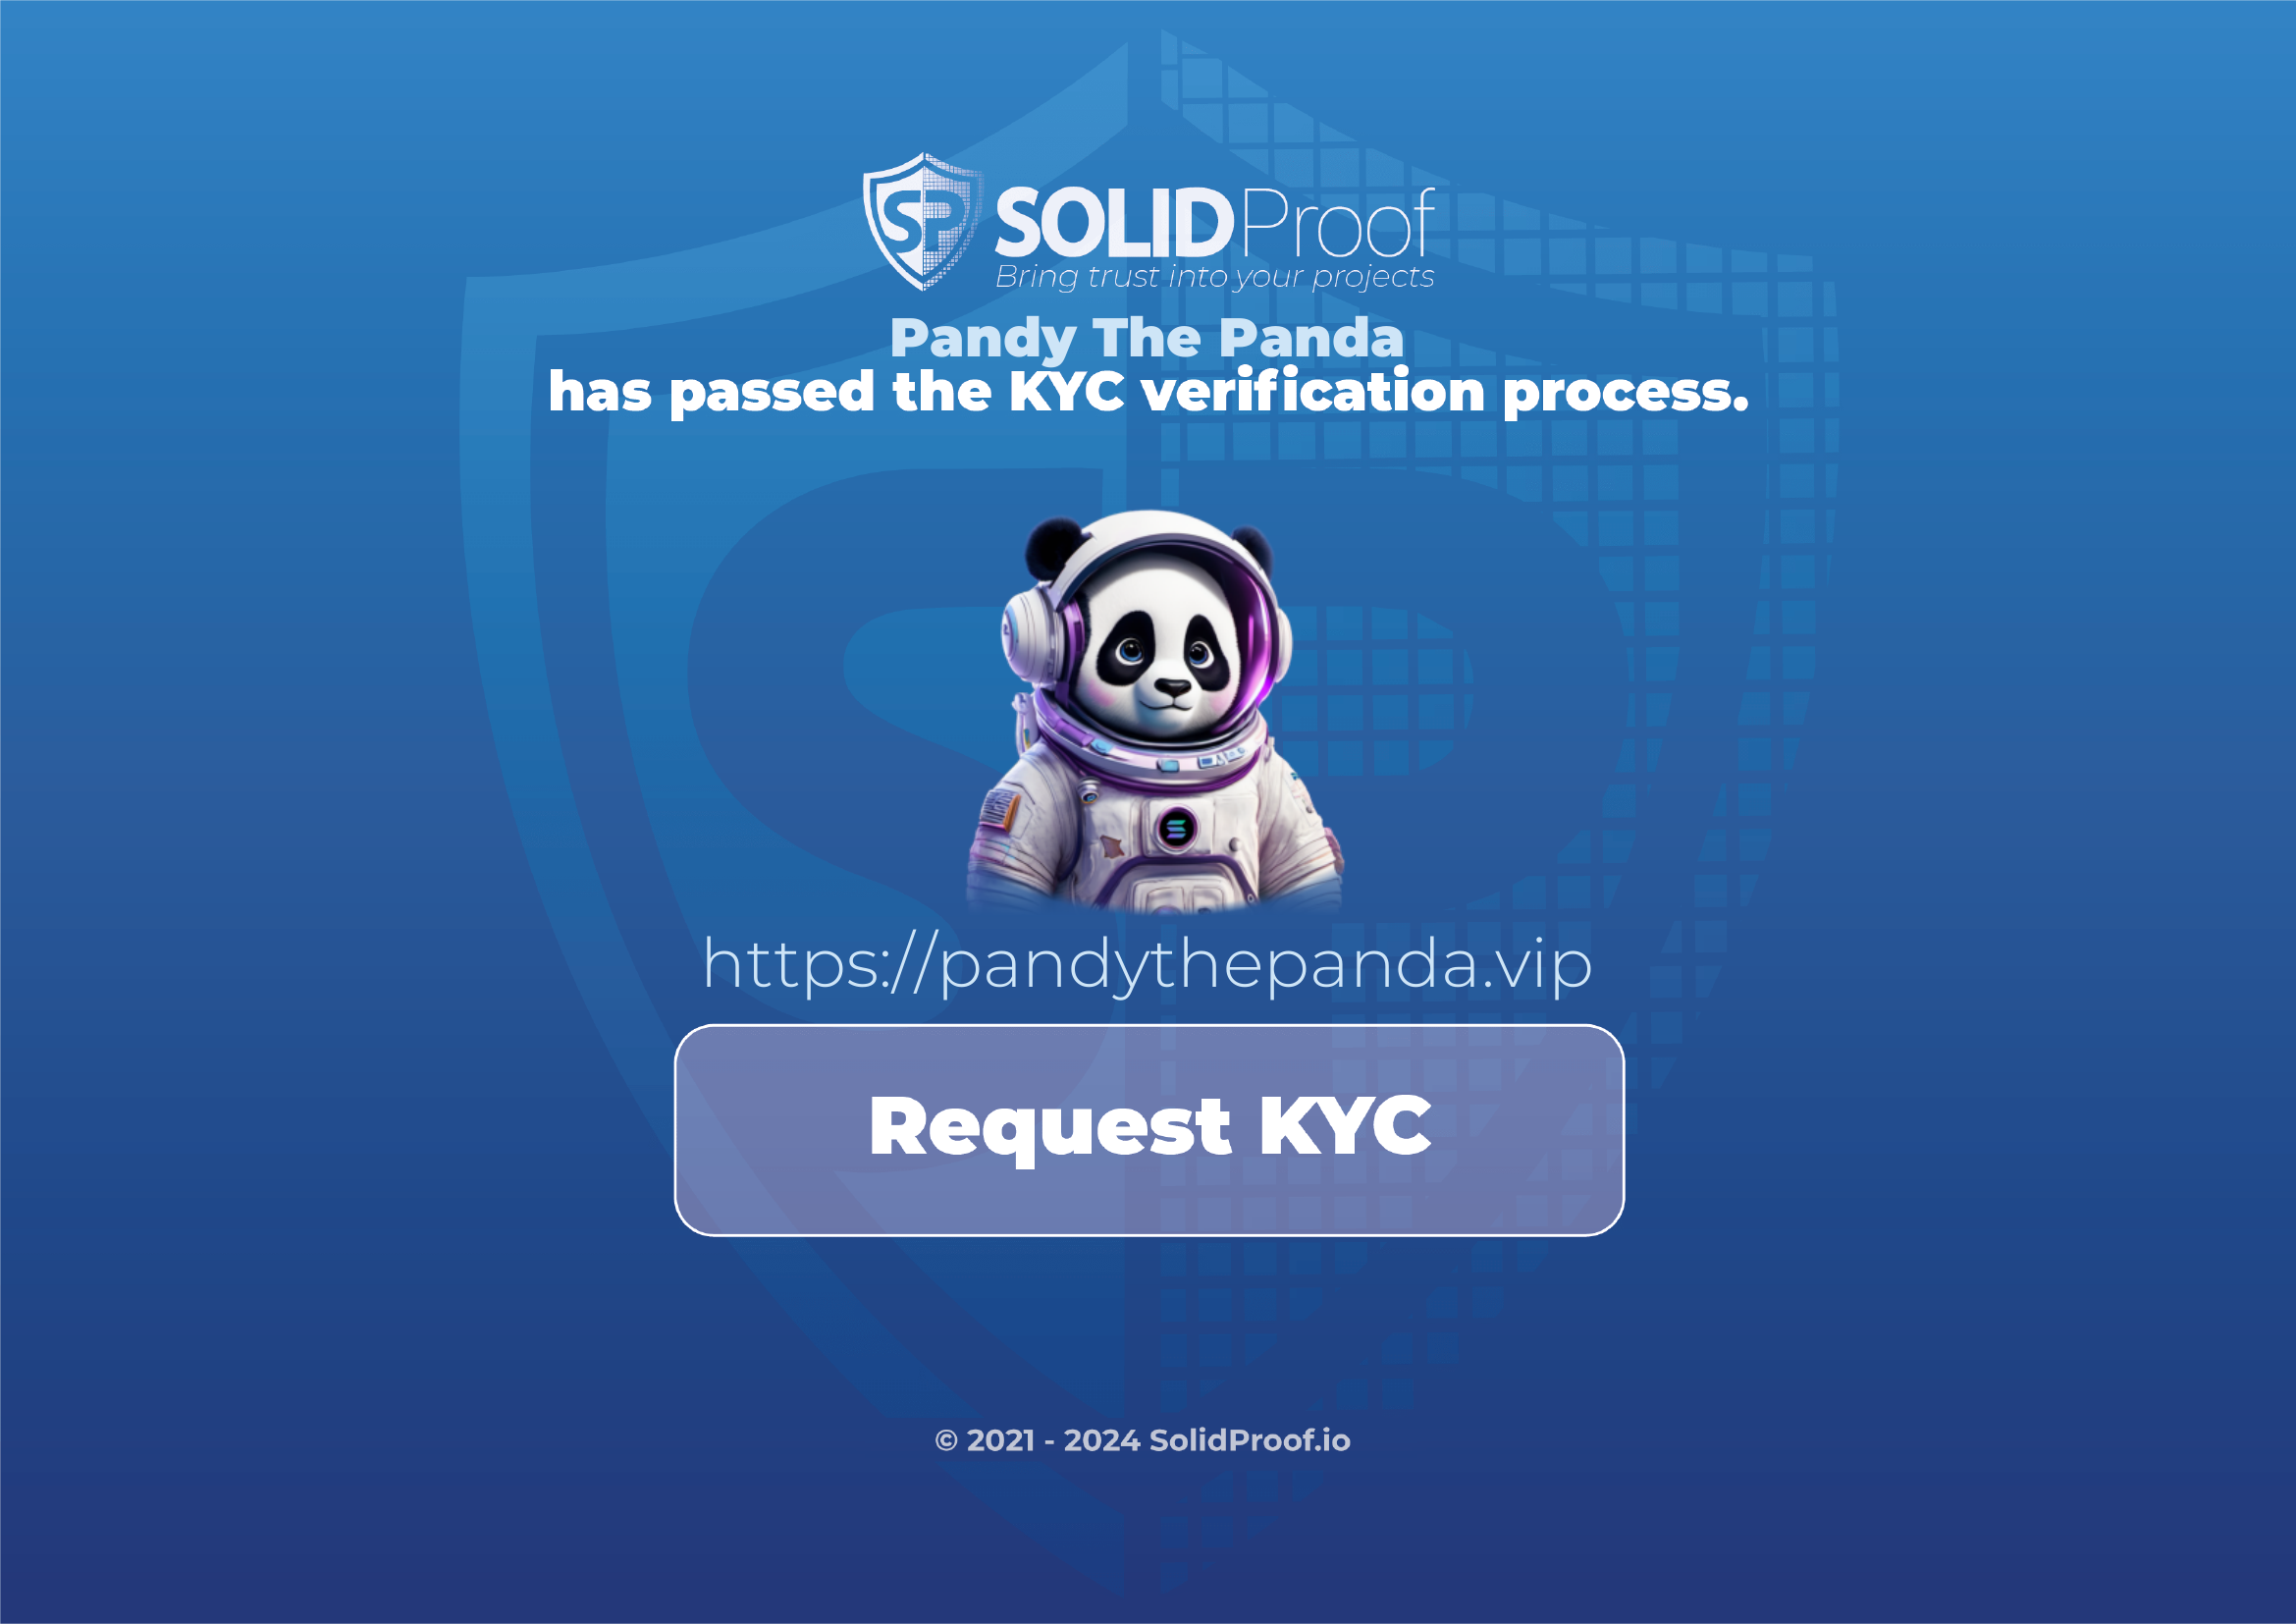 SP SOLIDProof
Bring trust into your projects
Pandy The Panda
has passed the KYC verification process.
https://pandythepanda.vip
Request KYC
© 2021 - 2024 SolidProof.io